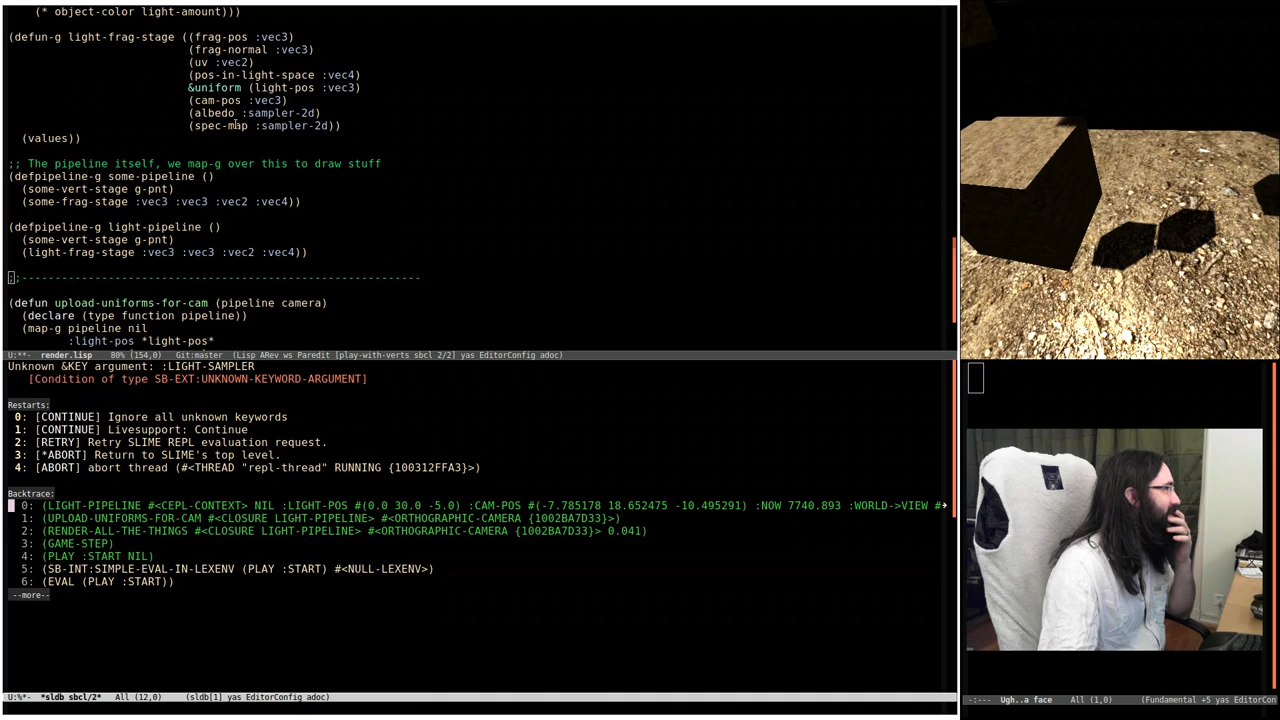 (* object-color light-amount)))
(defun-g light-frag-stage ((frag-pos :vec3)
(frag-normal :vec3)
(uv :vec2)
(pos-in-light-space :vec4)
&uniform (light-pos :vec3)
(cam-pos :vec3)
(albedo :sampler-2d)
(spec-map :sampler-2d))
(values))
;; The pipeline itself, we map-g over this to draw stuff
(defpipeline-g some-pipeline ()
(some-vert-stage g-pnt)
(some-frag-stage :vec3 :vec3 :vec2 :vec4))
(defpipeline-g light-pipeline ()
(some-vert-stage g-pnt)
(light-frag-stage :vec3 :vec3 :vec2 :vec4))
;;------------------------------------------------------------
(defun upload-uniforms-for-cam (pipeline camera)
(declare (type function pipeline))
(map-g pipeline nil
:light-pos *light-pos*
U:**-  render.lisp    80% (154,0)    Git:master  (Lisp ARev ws Paredit [play-with-verts sbcl 2/2] yas EditorConfig adoc)
Unknown &KEY argument: :LIGHT-SAMPLER
[Condition of type SB-EXT:UNKNOWN-KEYWORD-ARGUMENT]
Restarts:
0: [CONTINUE] Ignore all unknown keywords
1: [CONTINUE] Livesupport: Continue
2: [RETRY] Retry SLIME REPL evaluation request.
3: [*ABORT] Return to SLIME's top level.
4: [ABORT] abort thread (#<THREAD "repl-thread" RUNNING {100312FFA3}>)
Backtrace:
0: (LIGHT-PIPELINE #<CEPL-CONTEXT> NIL :LIGHT-POS #(0.0 30.0 -5.0) :CAM-POS #(-7.785178 18.652475 -10.495291) :NOW 7740.893 :WORLD->VIEW #
1: (UPLOAD-UNIFORMS-FOR-CAM #<CLOSURE LIGHT-PIPELINE> #<ORTHOGRAPHIC-CAMERA {1002BA7D33}>)
2: (RENDER-ALL-THE-THINGS #<CLOSURE LIGHT-PIPELINE> #<ORTHOGRAPHIC-CAMERA {1002BA7D33}> 0.041)
3: (GAME-STEP)
4: (PLAY :START NIL)
5: (SB-INT:SIMPLE-EVAL-IN-LEXENV (PLAY :START) #<NULL-LEXENV>)
6: (EVAL (PLAY :START))
--more--
U:%*-  *sldb sbcl/2*   All (12,0)     (sldb[1] yas EditorConfig adoc)
-:---  Ugh..a face    All (1,0)     (Fundamental +5 yas EditorCon